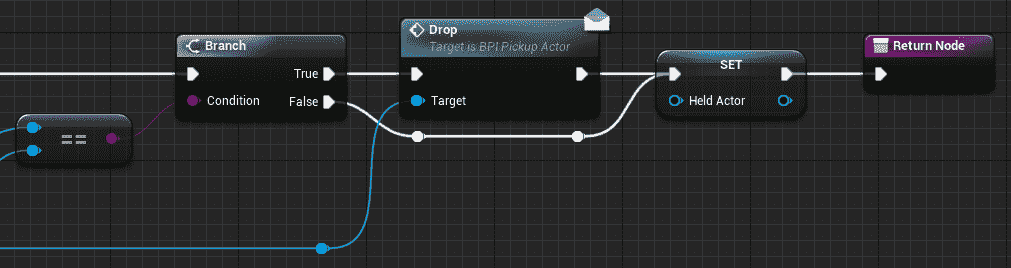 Branch
True
Condition
False
==
Drop
Target is BPI Pickup Actor
Target
SET
Held Actor
Return Node